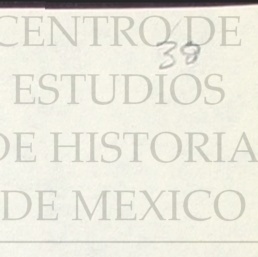 CENTRO DE
38
ESTUDIOS
DE HISTORIA
DE MEXICO